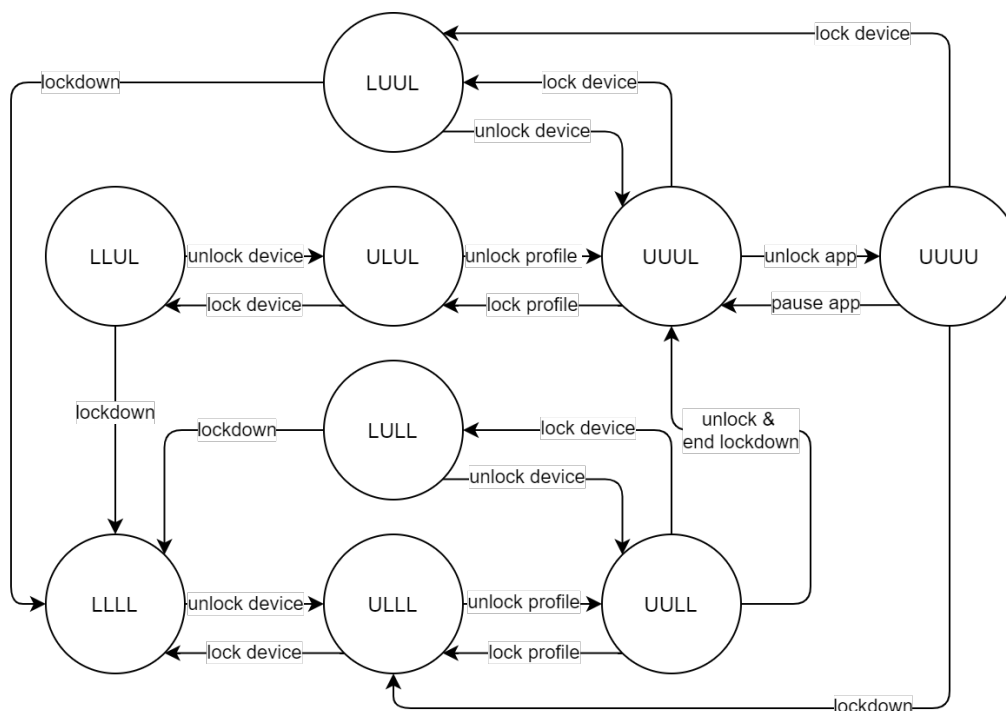 lock device
LUUL
lockdown
lock device
unlock device
LLUL
unlock device
ULUL
unlock profile
UUUL
unlock app
UUUU
lock device
lock profile
pause app
lockdown
unlock &
end lockdown
lockdown
LULL
lock device
unlock device
LLLL
unlock device
ULLL
unlock profile
UULL
lock device
lock profile
lockdown